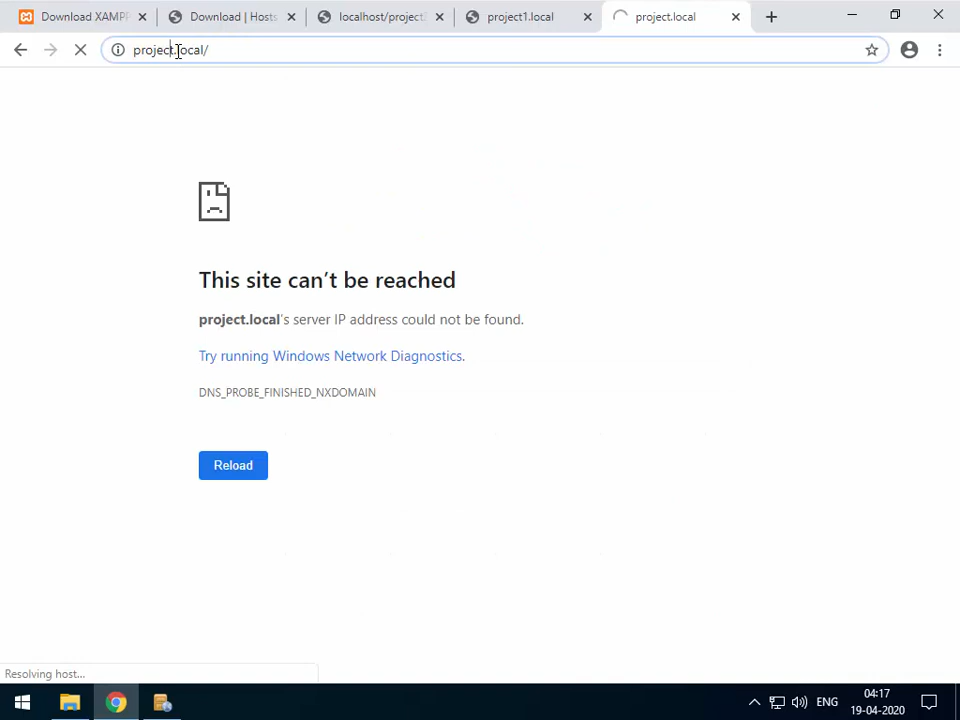 Download XAMPP
Download | Hosts
localhost/project
project1.local
project.local
project.local/
This site can't be reached
project.local's server IP address could not be found.
Try running Windows Network Diagnostics.
DNS_PROBE_FINISHED_NXDOMAIN
Reload
Resolving host...
ENG
04:17
19-04-2020